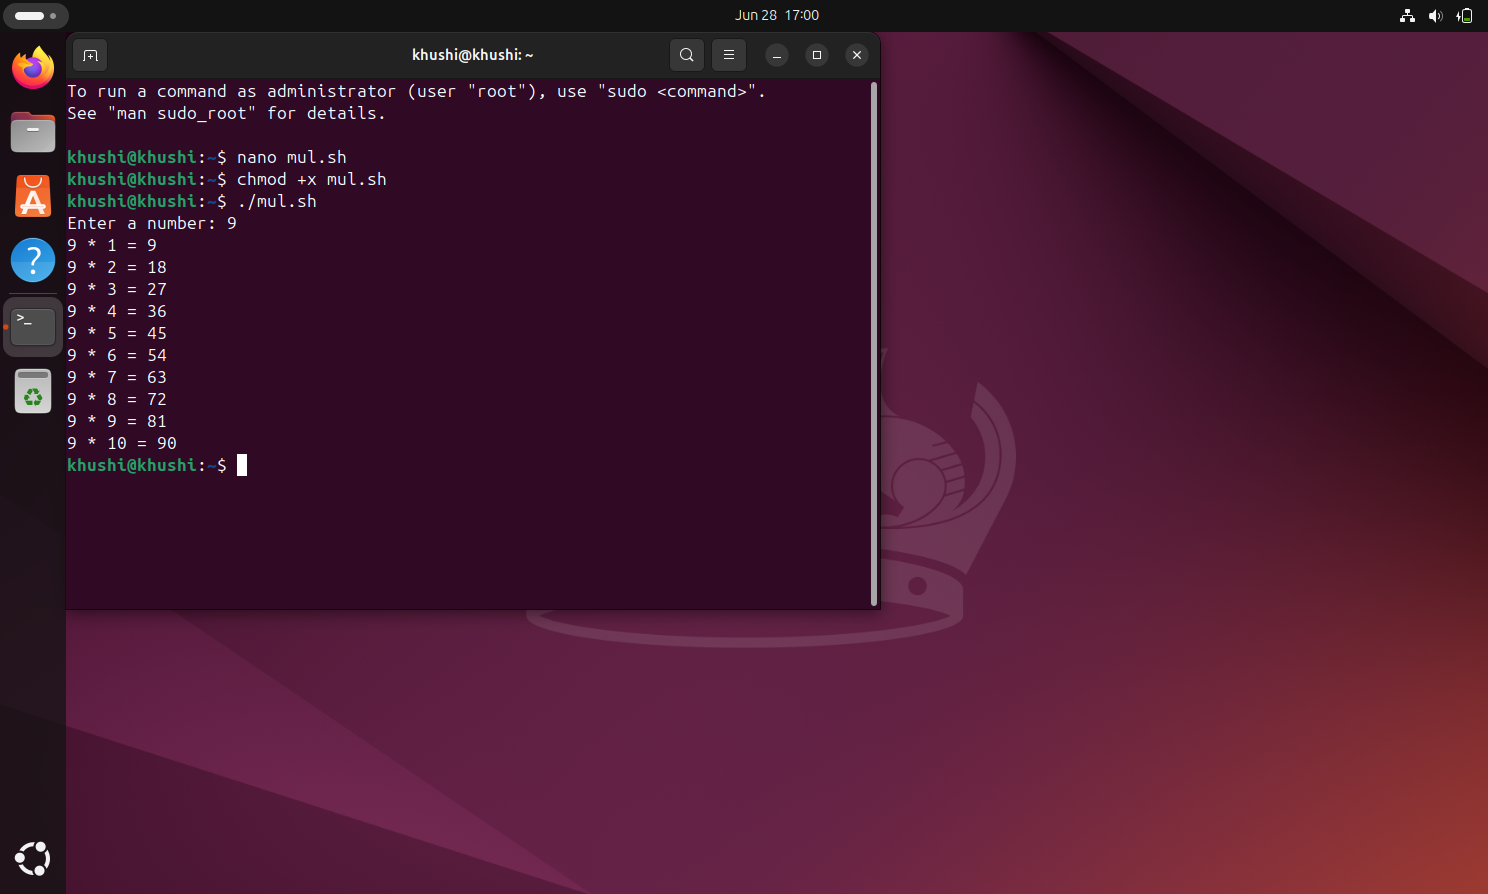 Jun 28 17:00
khushi@khushi: ~
To run a command as administrator (user "root"), use "sudo <command>".
See "man sudo_root" for details.
khushi@khushi:~$ nano mul.sh
khushi@khushi:~$ chmod +x mul.sh
khushi@khushi:~$ ./mul.sh
Enter a number: 9
9 * 1 = 9
9 * 2 = 18
9 * 3 = 27
9 * 4 = 36
9 * 5 = 45
9 * 6 = 54
9 * 7 = 63
9 * 8 = 72
9 * 9 = 81
9 * 10 = 90
khushi@khushi:~$